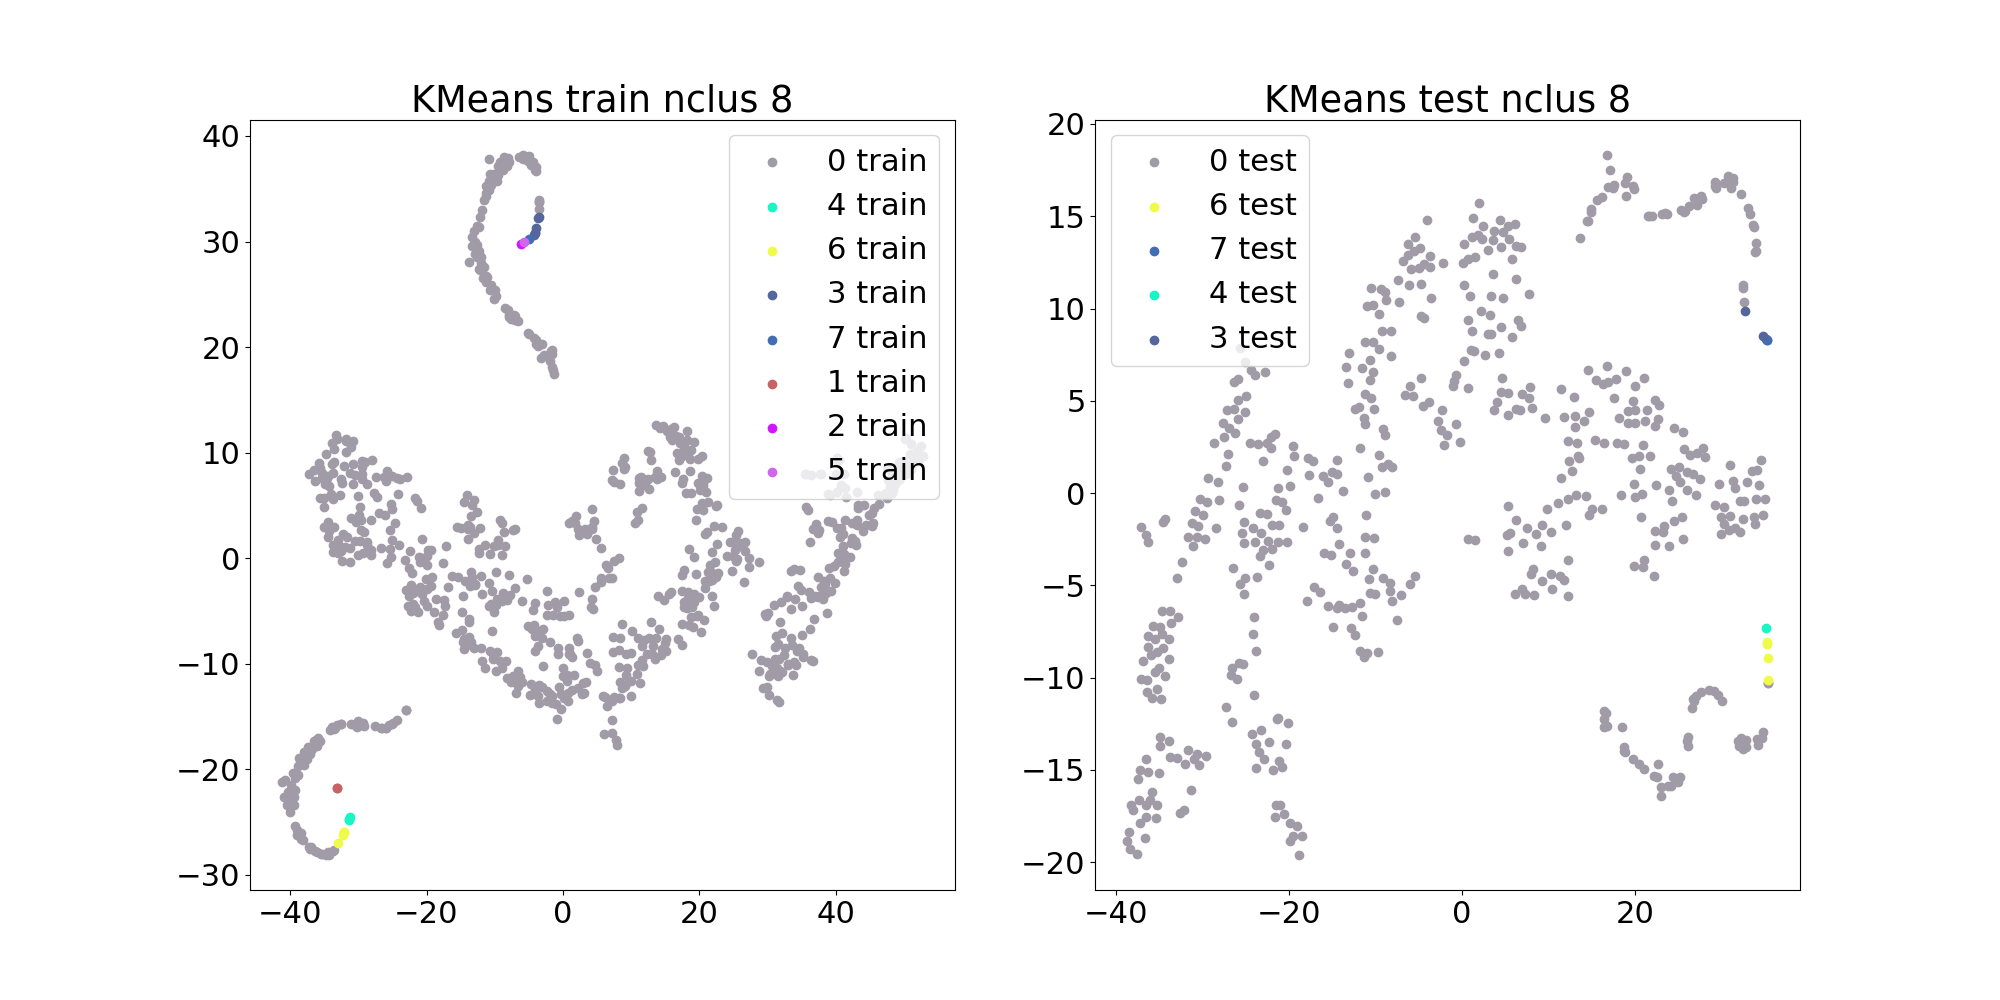 KMeans train nclus 8
40
30
20
10
0
−10
−20
−30
−40
−20
0
20
40
0 train
4 train
6 train
3 train
7 train
1 train
2 train
5 train
KMeans test nclus 8
20
15
10
5
0
−5
−10
−15
−20
−40
−20
0
20
0 test
6 test
7 test
4 test
3 test